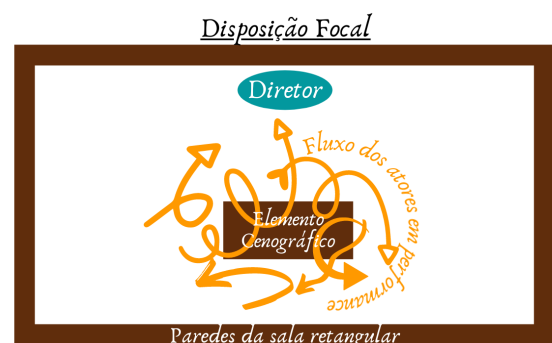 Disposição Focal
Diretor
Fluxo dos atores em performance
Elemento
Cenográfico
Paredes da sala retangular